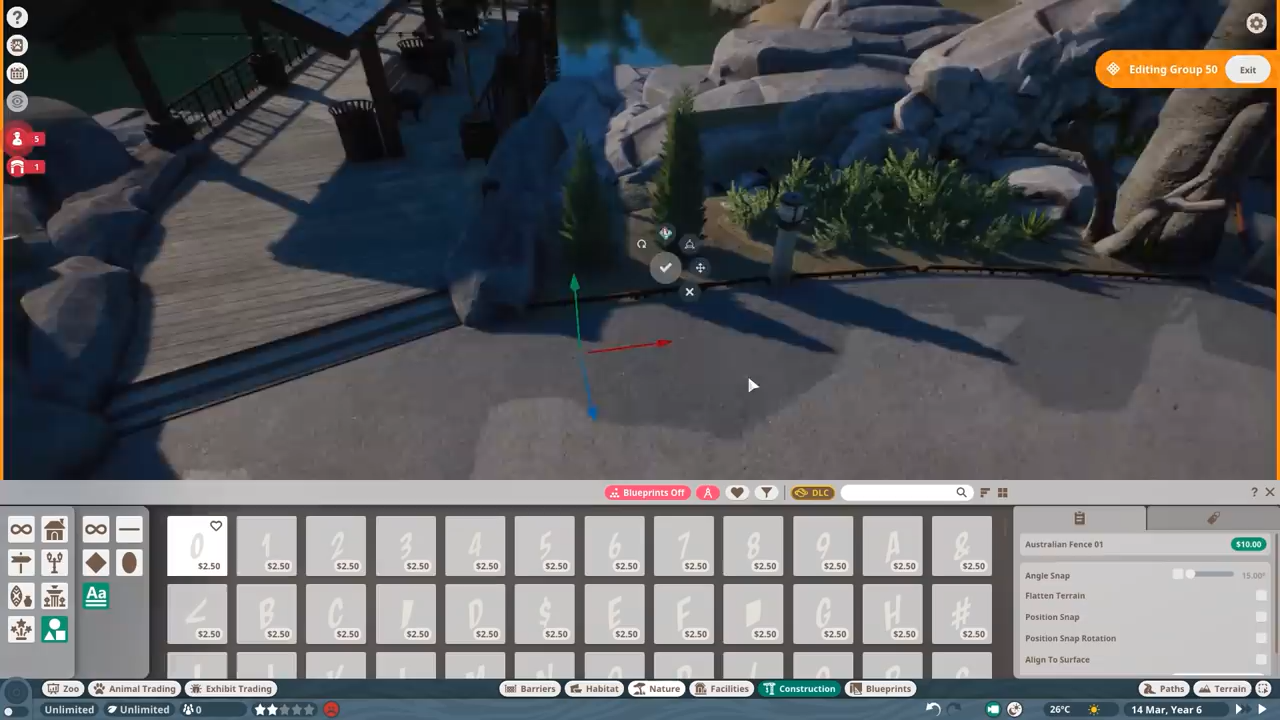 ?
Editing Group 50
Exit
5
1
Blueprints Off
DLC
?
Aa
0
$2.50
1
$2.50
2
$2.50
3
$2.50
4
$2.50
5
$2.50
6
$2.50
7
$2.50
8
$2.50
9
$2.50
A
$2.50
&
$2.50
<
$2.50
B
$2.50
C
$2.50
$2.50
D
$2.50
$
$2.50
E
$2.50
F
$2.50
$2.50
G
$2.50
H
$2.50
#
$2.50
Australian Fence 01
$10.00
Angle Snap
15.00°
Flatten Terrain
Position Snap
Position Snap Rotation
Align To Surface
Zoo
Animal Trading
Exhibit Trading
Barriers
Habitat
Nature
Facilities
Construction
Blueprints
Paths
Terrain
Unlimited
Unlimited
0
26°C
14 Mar, Year 6